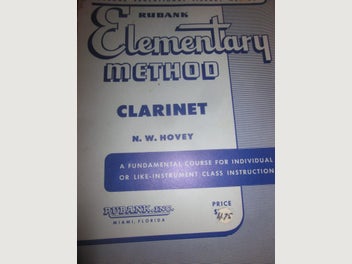 RUBANK
Elementary
METHOD
CLARINET
N. W. HOVEY
A FUNDAMENTAL COURSE FOR INDIVIDUAL
OR LIKE-INSTRUMENT CLASS INSTRUCTION
RUBANK, INC.
MIAMI, FLORIDA
PRICE
$